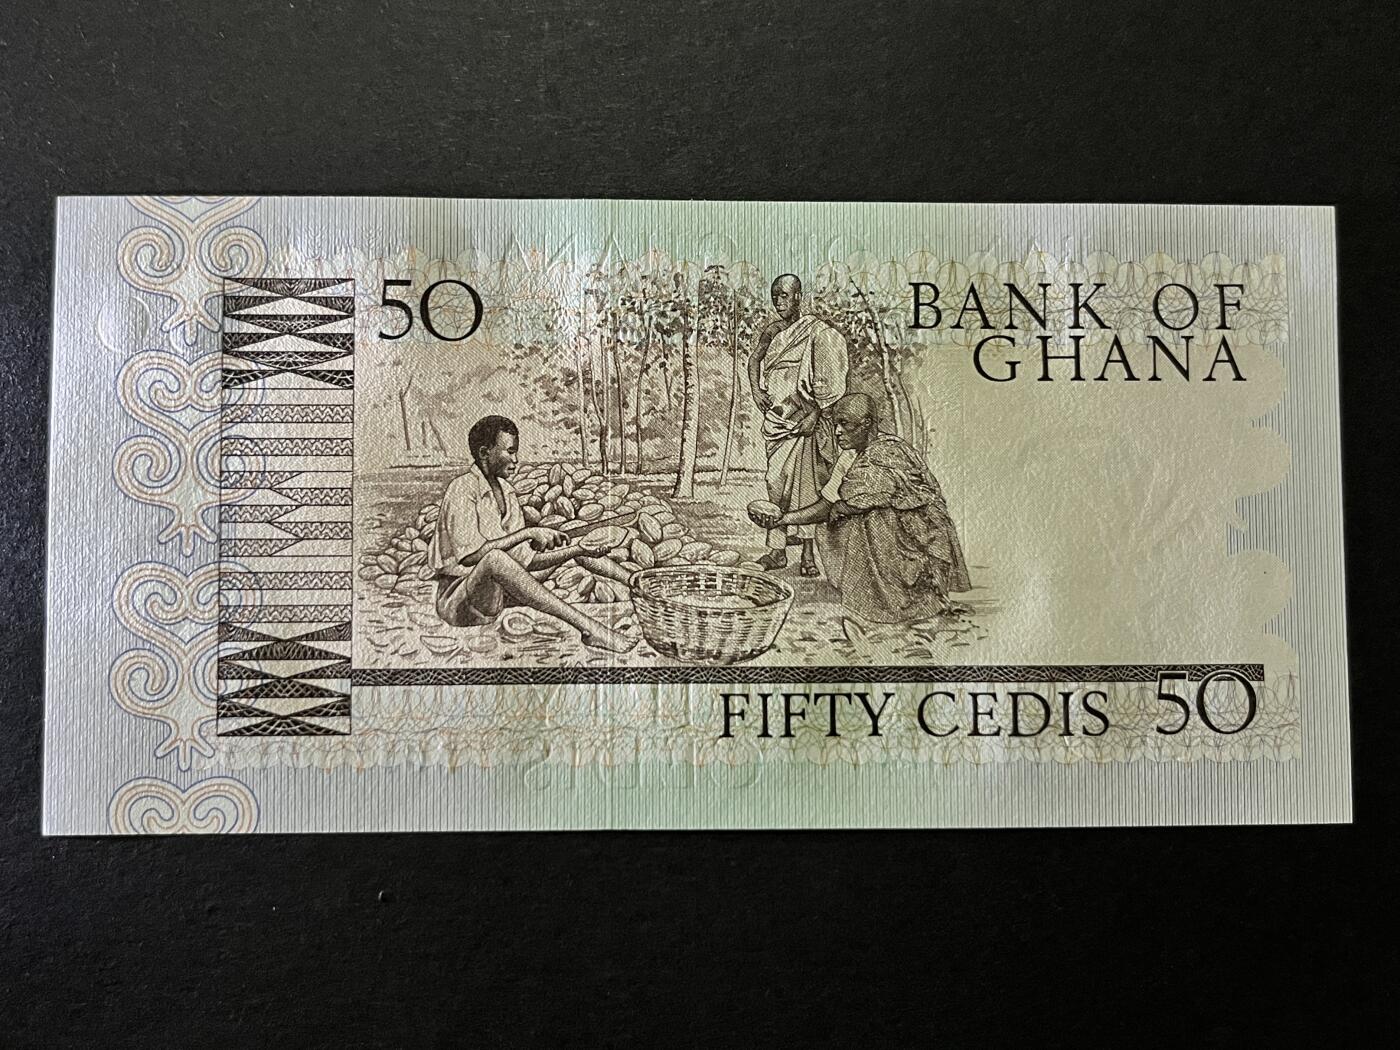 50
BANK OF
GHANA
FIFTY CEDIS 50